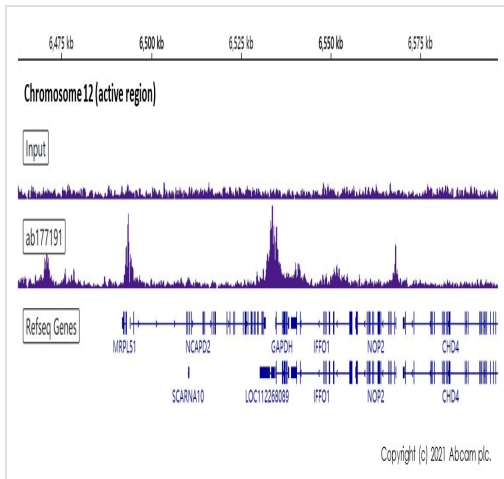 6,475 kb 6,500 kb 6,525 kb 6,550 kb 6,575 kb
Chromosome 12 (active region)
Input
ab177191
Refseq Genes
MRPL51 NCAPD2 GAPDH IFFO1 NOP2 CHD4
SCARNA10 LOC112268089 IFFO1 NOP2 CHD4
Copyright (c) 2021 Abcam plc.